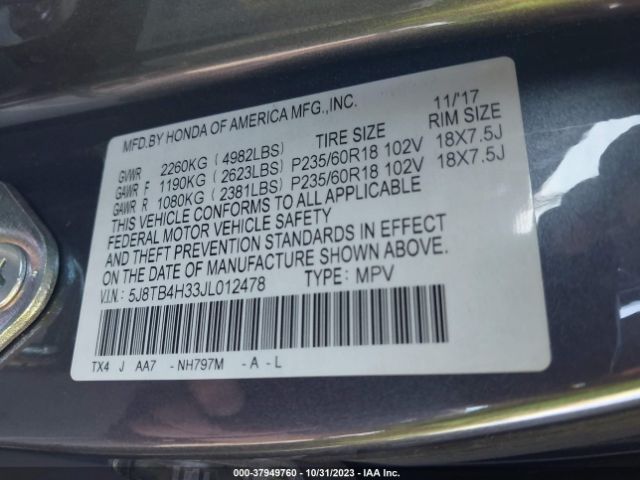 MFD.BY HONDA OF AMERICA MFG.,INC. 11/'17
TIRE SIZE RIM SIZE
GVWR 2260KG ( 4982LBS)
GAWR F 1190KG ( 2623LBS) P235/60R18 102V 18X7.5J
GAWR R 1080KG ( 2381LBS) P235/60R18 102V 18X7.5J
THIS VEHICLE CONFORMS TO ALL APPLICABLE
FEDERAL MOTOR VEHICLE SAFETY
AND THEFT PREVENTION STANDARDS IN EFFECT
ON THE DATE OF MANUFACTURE SHOWN ABOVE.
V.I.N.: 5J8TB4H33JL012478 TYPE: MPV
TX4 J AA7 - NH797M - A - L
000-37949760 - 10/31/2023 - IAA Inc.